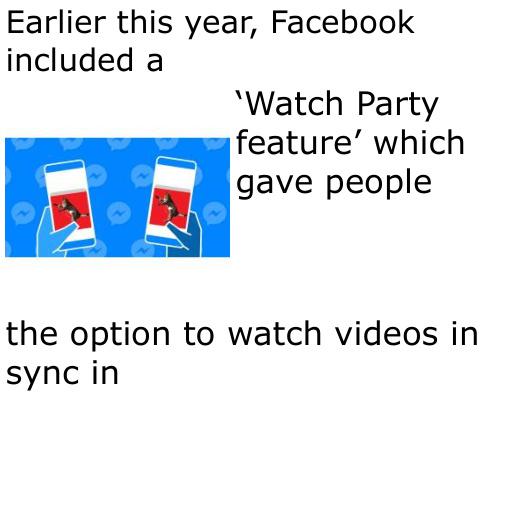 Earlier this year, Facebook
included a
‘Watch Party
feature’ which
gave people
the option to watch videos in
sync in